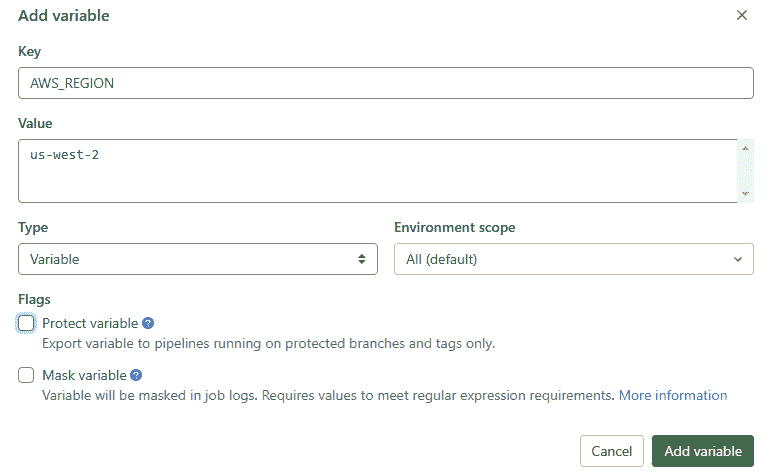 Add variable
Key
AWS_REGION
Value
us-west-2
Type
Environment scope
Variable
All (default)
Flags
Protect variable
Export variable to pipelines running on protected branches and tags only.
Mask variable
Variable will be masked in job logs. Requires values to meet regular expression requirements. More information
Cancel
Add variable